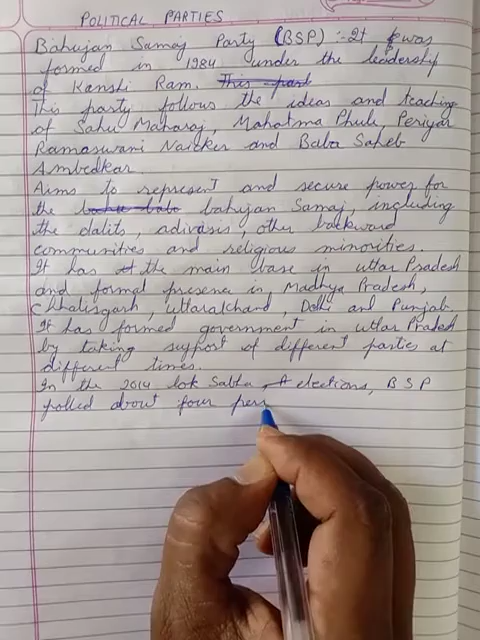 POLITICAL PARTIES
Bahujan Samaj Party (BSP) :- It was
formed in 1984 under the leadership
of Kanshi Ram. This part
This party follows the ideas and teaching
of Sahu Maharaj, Mahatma Phule, Periyar
Ramaswani Naicker and Baba Saheb
Ambedkar.
Aims to represent and secure power for
the bahujan Samaj, including
the dalits, adivasis, other backward
communities and religious minorities.
It has the main base in Uttar Pradesh
and formal presence in, Madhya Pradesh,
Chhatisgarh, Uttarakhand, Delhi and Punjab.
It has formed government in Uttar Pradesh
by taking support of different parties at
different times.
In the 2014 lok Sabha elections, BSP
polled about four pers